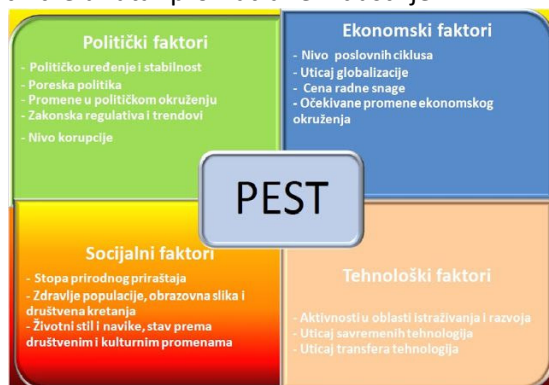 Politički faktori
- Političko uređenje i stabilnost
- Poreska politika
- Promene u političkom okruženju
- Zakonska regulativa i trendovi
- Nivo korupcije
Ekonomski faktori
- Nivo poslovnih ciklusa
- Uticaj globalizacije
- Cena radne snage
- Očekivane promene ekonomskog
okruženja
PEST
Socijalni faktori
- Stopa prirodnog priraštaja
- Zdravlje populacije, obrazovna slika i
društvena kretanja
- Životni stil i navike, stav prema
društvenim i kulturnim promenama
Tehnološki faktori
- Aktivnosti u oblasti istraživanja i razvoja
- Uticaj savremenih tehnologija
- Uticaj transfera tehnologija